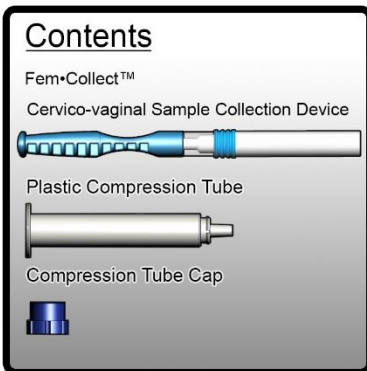 Contents
Fem•Collect™
Cervico-vaginal Sample Collection Device
Plastic Compression Tube
Compression Tube Cap